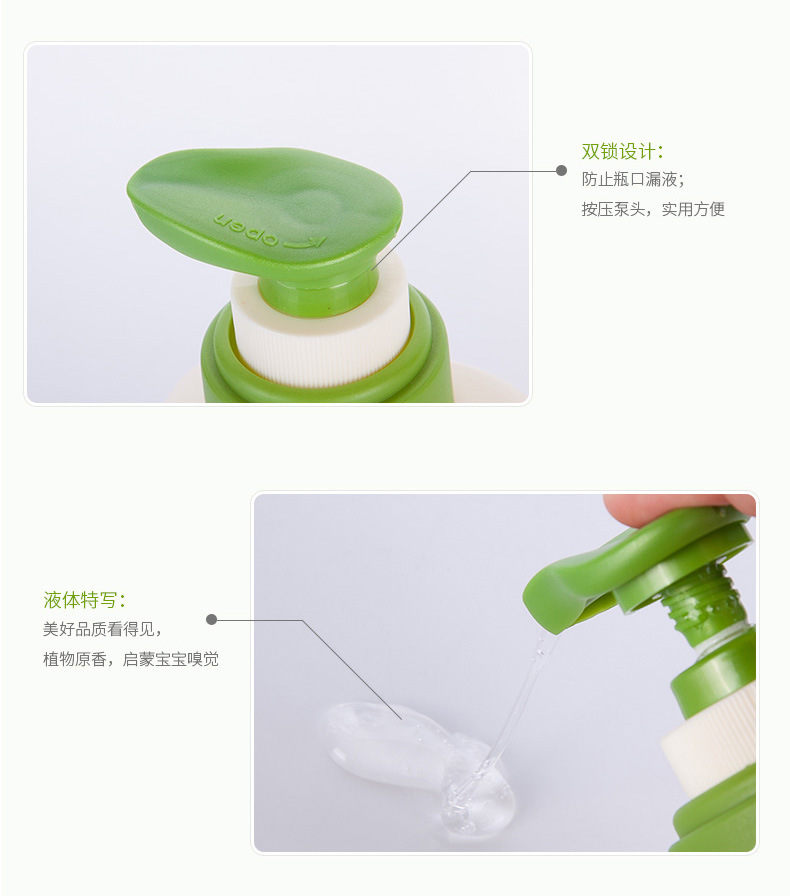 双锁设计：
防止瓶口漏液；
按压泵头，实用方便
open
液体特写：
美好品质看得见，
植物原香，启蒙宝宝嗅觉